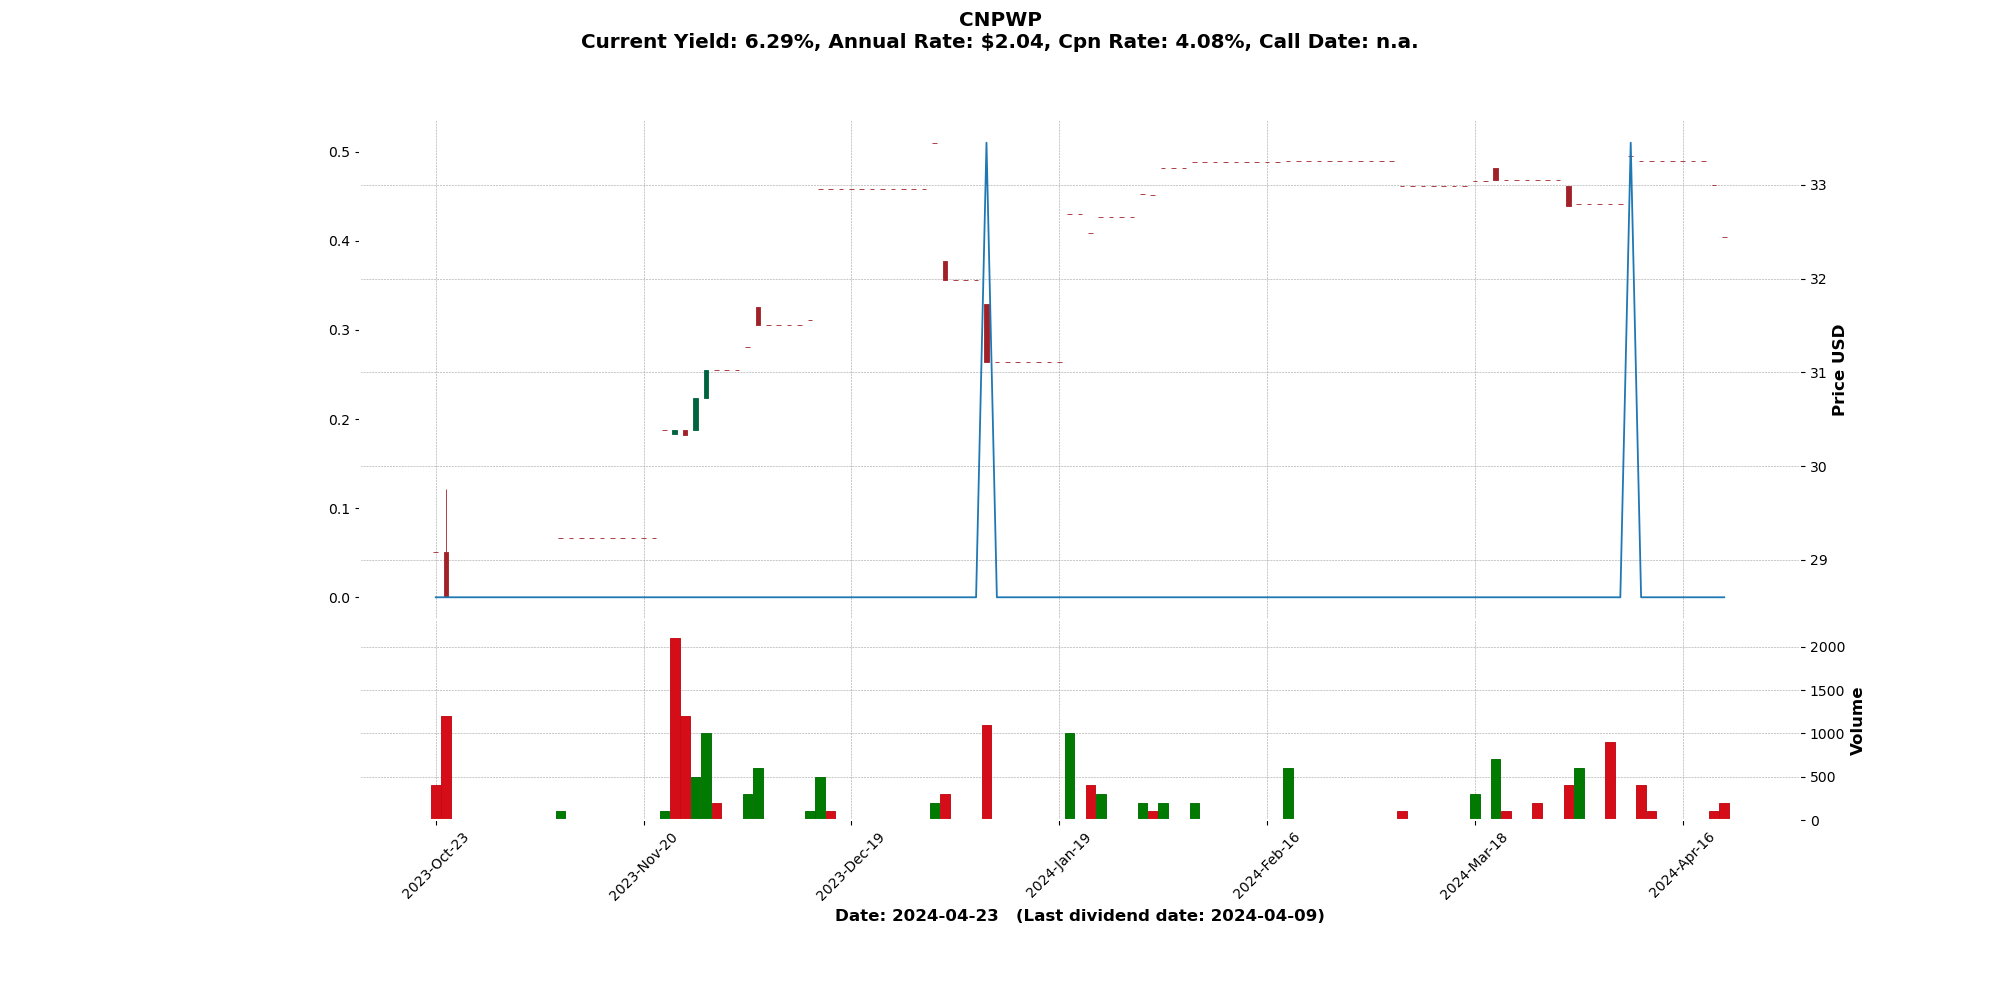 CNPWP
Current Yield: 6.29%, Annual Rate: $2.04, Cpn Rate: 4.08%, Call Date: n.a.
0.5
0.4
0.3
0.2
0.1
0.0
33
32
31
30
29
Price USD
2000
1500
1000
500
0
Volume
2023-Oct-23
2023-Nov-20
2023-Dec-19
2024-Jan-19
2024-Feb-16
2024-Mar-18
2024-Apr-16
Date: 2024-04-23   (Last dividend date: 2024-04-09)